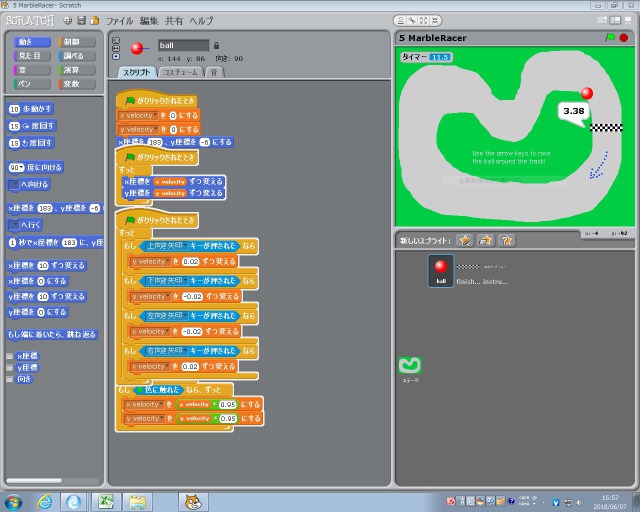 5 MarbleRacer- Scratch
SCRATCH
ファイル 編集 共有 ヘルプ
動き
制御
見た目
調べる
音
演算
ペン
変数
ball
x: 144 y: 86 向き: 90
スクリプト
コスチューム
音
10 歩動かす
15 度回す
15 度回す
90 度に向ける
へ向ける
x座標を 183 、y座標を -6 に
へ行く
1 秒でx座標を 183 に、y座
x座標を 10 ずつ変える
x座標を 0 にする
y座標を 10 ずつ変える
y座標を 0 にする
もし端に着いたら、跳ね返る
x座標
y座標
向き
がクリックされたとき
x velocity を 0 にする
y velocity を 0 にする
x座標を 183 、y座標を -6 にする
がクリックされたとき
ずっと
x座標を x velocity ずつ変える
y座標を y velocity ずつ変える
がクリックされたとき
ずっと
もし 上向き矢印 キーが押された なら
y velocity を 0.02 ずつ変える
もし 下向き矢印 キーが押された なら
y velocity を -0.02 ずつ変える
もし 左向き矢印 キーが押された なら
x velocity を -0.02 ずつ変える
もし 右向き矢印 キーが押された なら
x velocity を 0.02 ずつ変える
もし 色に触れた なら、ずっと
x velocity を x velocity * 0.95 にする
y velocity を y velocity * 0.95 にする
5 MarbleRacer
タイマー 11.5
3.38
Use the arrow keys to race
the ball around the track!
x: -4 y: -92
新しいスプライト:
ball
finish...
instru...
ステージ
15:57
2018/06/07